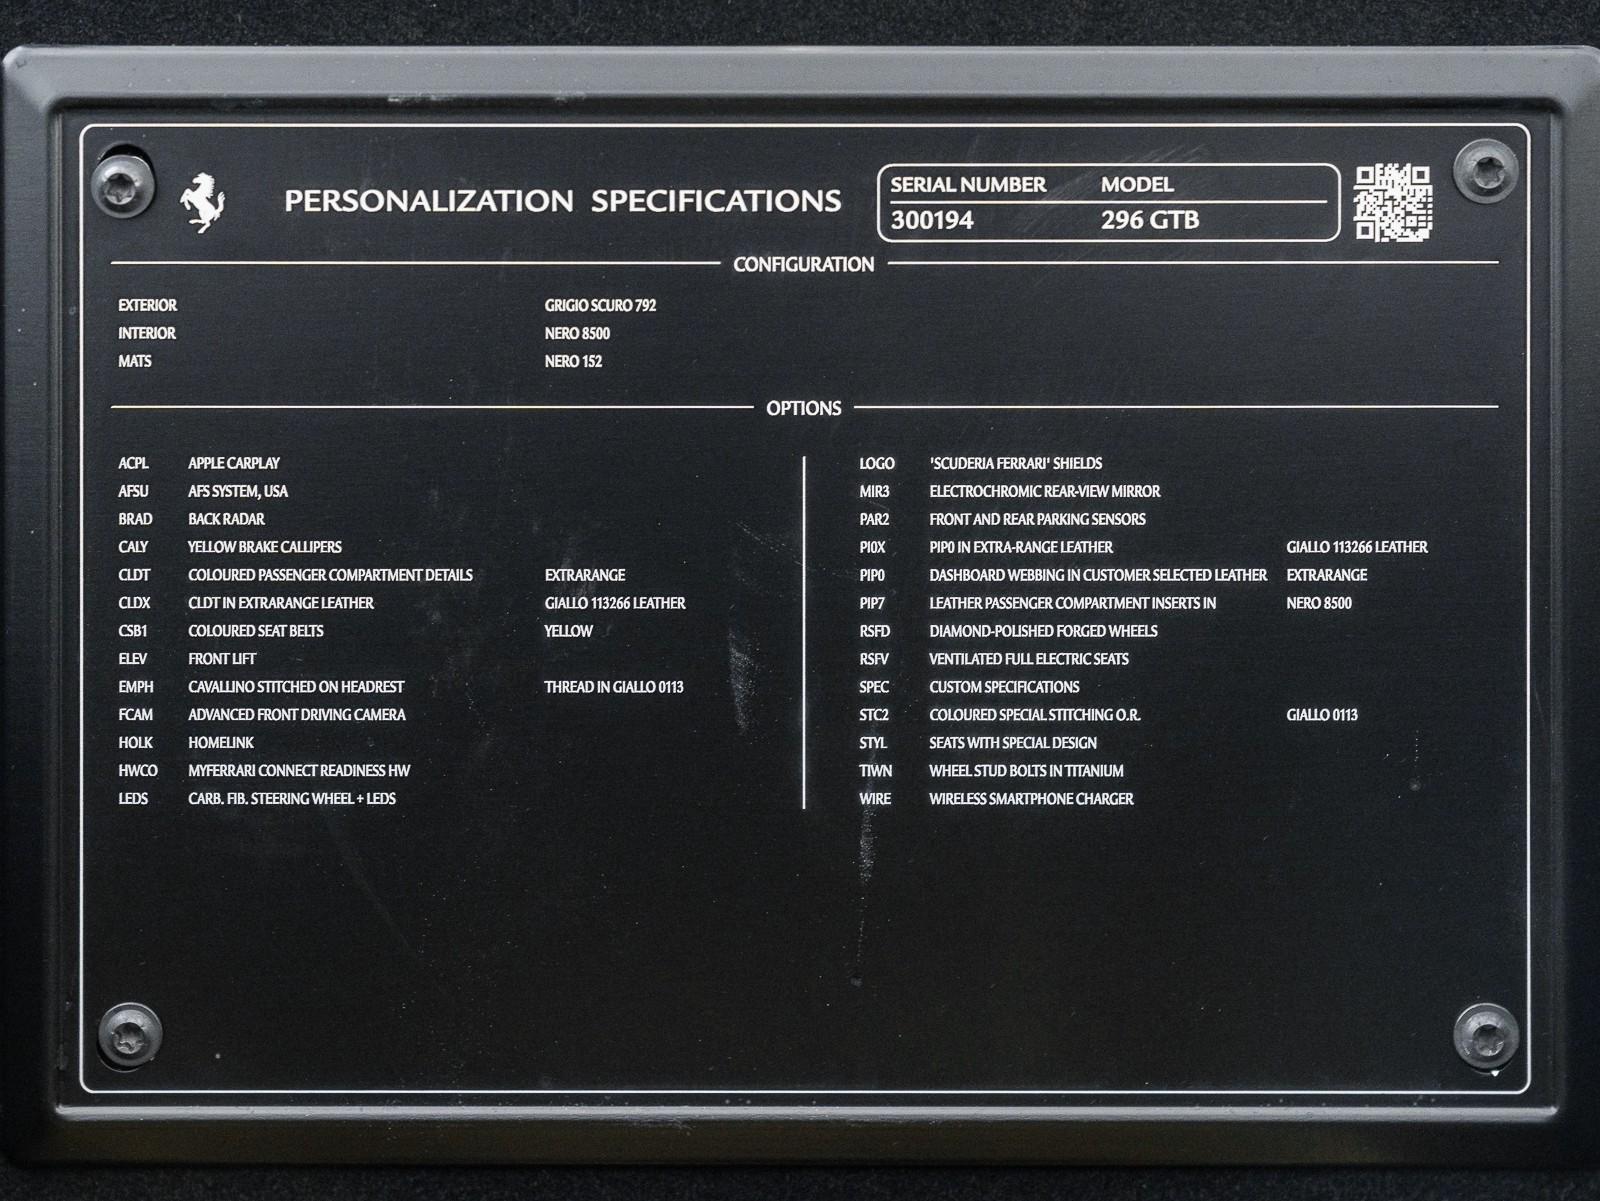 PERSONALIZATION SPECIFICATIONS
SERIAL NUMBER MODEL
300194 296 GTB
CONFIGURATION
EXTERIOR GRIGIO SCURO 792
INTERIOR NERO 8500
MATS NERO 152
OPTIONS
ACPL APPLE CARPLAY
AFSU AFS SYSTEM, USA
BRAD BACK RADAR
CALY YELLOW BRAKE CALLIPERS
CLDT COLOURED PASSENGER COMPARTMENT DETAILS EXTRARANGE
CLDX CLDT IN EXTRARANGE LEATHER GIALLO 113266 LEATHER
CSB1 COLOURED SEAT BELTS YELLOW
ELEV FRONT LIFT
EMPH CAVALLINO STITCHED ON HEADREST THREAD IN GIALLO 0113
FCAM ADVANCED FRONT DRIVING CAMERA
HOLK HOMELINK
HWCO MYFERRARI CONNECT READINESS HW
LEDS CARB. FIB. STEERING WHEEL + LEDS
LOGO 'SCUDERIA FERRARI' SHIELDS
MIR3 ELECTROCHROMIC REAR-VIEW MIRROR
PAR2 FRONT AND REAR PARKING SENSORS
PI0X PIP0 IN EXTRA-RANGE LEATHER GIALLO 113266 LEATHER
PIP0 DASHBOARD WEBBING IN CUSTOMER SELECTED LEATHER EXTRARANGE
PIP7 LEATHER PASSENGER COMPARTMENT INSERTS IN NERO 8500
RSFD DIAMOND-POLISHED FORGED WHEELS
RSFV VENTILATED FULL ELECTRIC SEATS
SPEC CUSTOM SPECIFICATIONS
STC2 COLOURED SPECIAL STITCHING O.R. GIALLO 0113
STYL SEATS WITH SPECIAL DESIGN
TIWN WHEEL STUD BOLTS IN TITANIUM
WIRE WIRELESS SMARTPHONE CHARGER